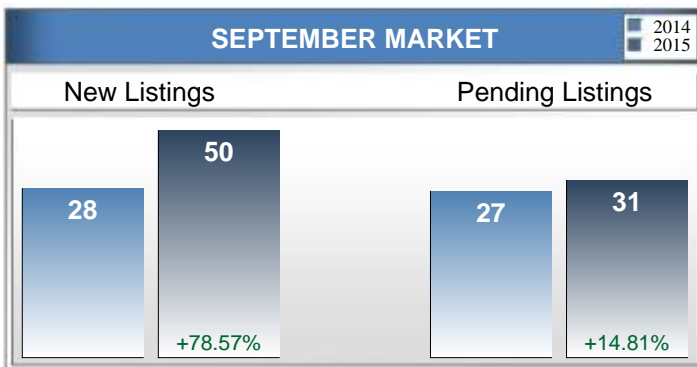 SEPTEMBER MARKET
2014
2015
New Listings
Pending Listings
28
50
+78.57%
27
31
+14.81%